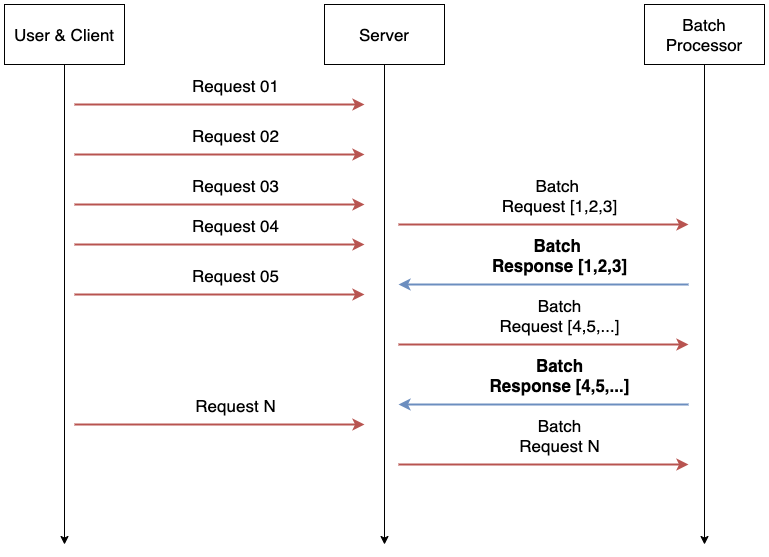 User & Client
Server
Batch
Processor
Request 01
Request 02
Request 03
Batch
Request [1,2,3]
Request 04
Batch
Response [1,2,3]
Request 05
Batch
Request [4,5,...]
Batch
Response [4,5,...]
Request N
Batch
Request N